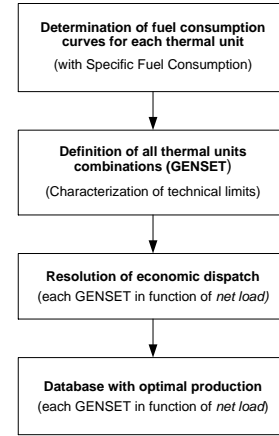 Determination of fuel consumption
curves for each thermal unit
(with Specific Fuel Consumption)
Definition of all thermal units
combinations (GENSET)
(Characterization of technical limits)
Resolution of economic dispatch
(each GENSET in function of net load)
Database with optimal production
(each GENSET in function of net load)